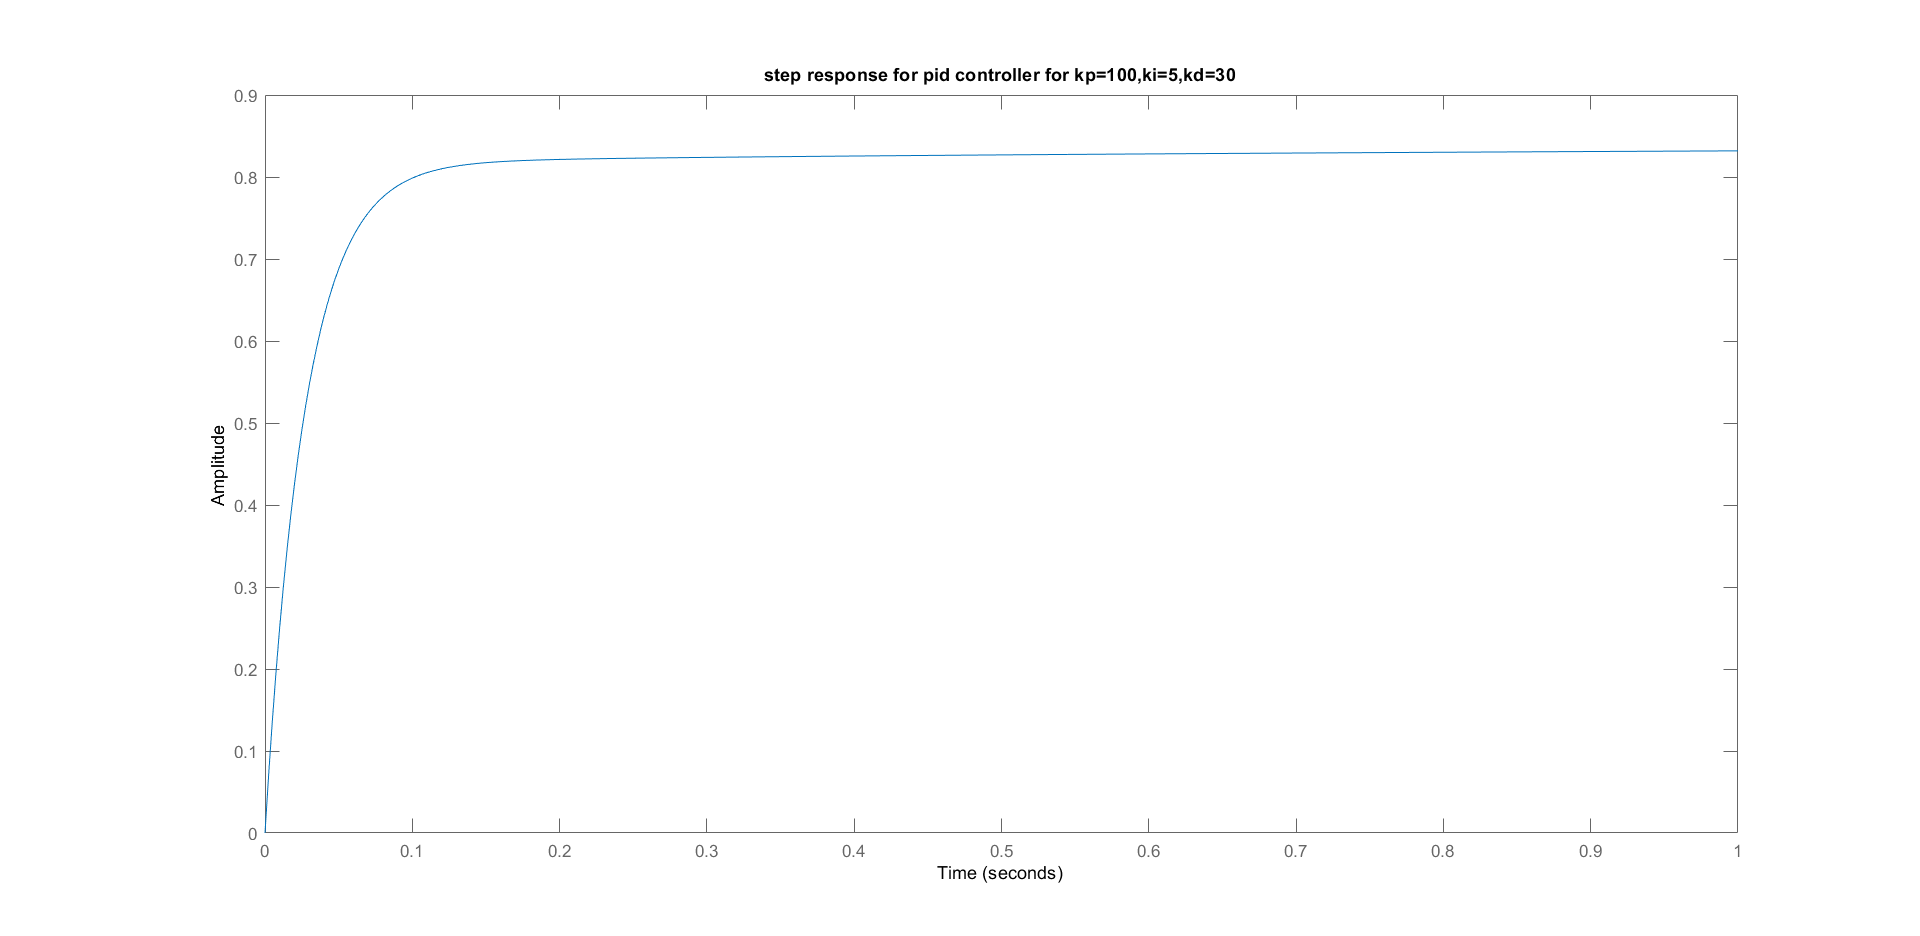 step response for pid controller for kp=100,ki=5,kd=30
0.9
0.8
0.7
0.6
0.5
0.4
0.3
0.2
0.1
0
Amplitude
0 0.1 0.2 0.3 0.4 0.5 0.6 0.7 0.8 0.9 1
Time (seconds)